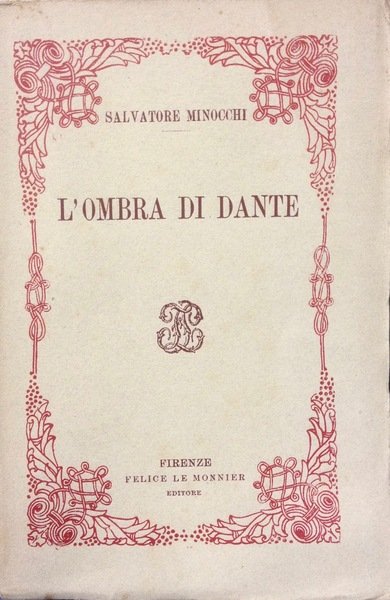 SALVATORE MINOCCHI
L'OMBRA DI DANTE
FIRENZE
FELICE LE MONNIER
EDITORE